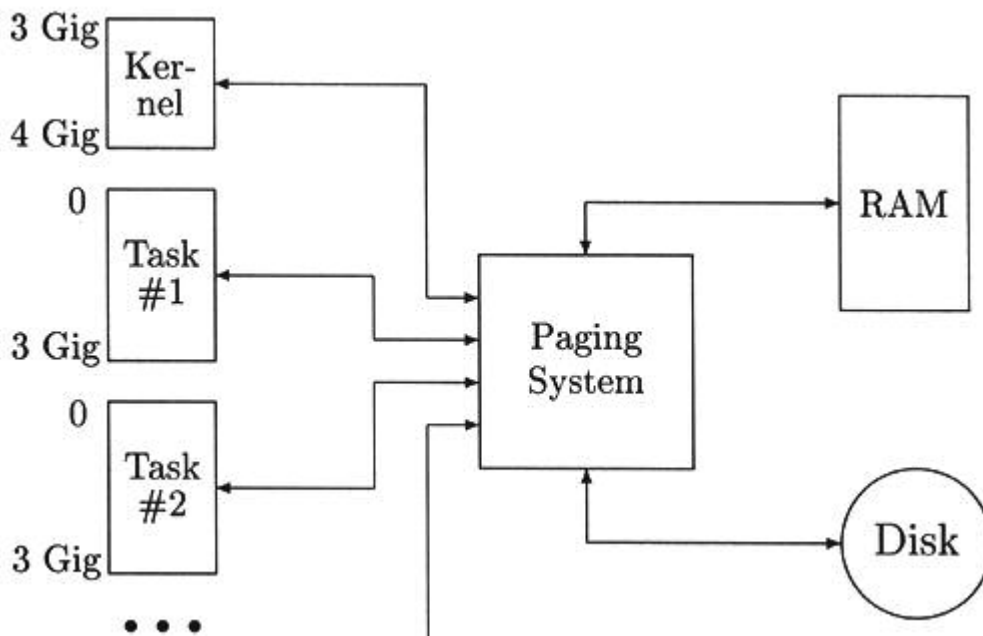 3 Gig
Ker-
nel
4 Gig
0
Task
#1
3 Gig
0
Task
#2
3 Gig
• • •
Paging
System
RAM
Disk